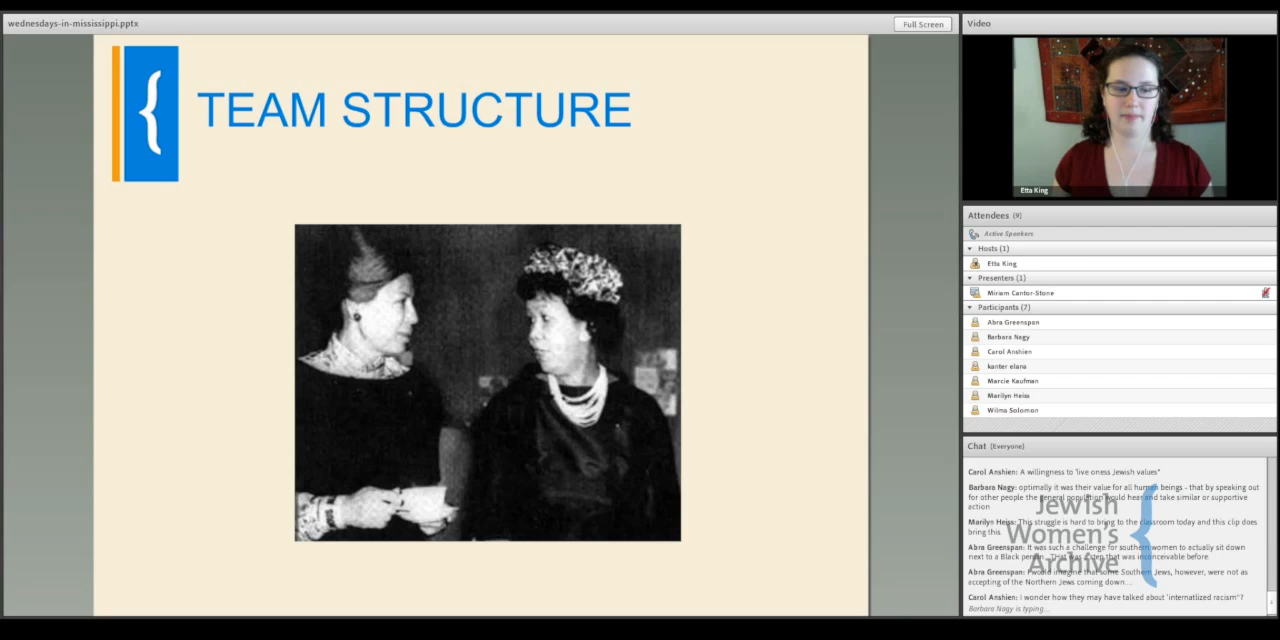 wednesdays-in-mississippi.pptx
Full Screen
{ TEAM STRUCTURE
Video
Etta King
Attendees (9)
Active Speakers
Hosts (1)
Etta King
Presenters (1)
Miriam Cantor-Stone
Participants (7)
Abra Greenspan
Barbara Nagy
Carol Anshien
kanter elana
Marcie Kaufman
Marilyn Heiss
Wilma Solomon
Chat (Everyone)
Carol Anshien: A willingness to 'live oness Jewish values"
Barbara Nagy: optimally it was their value for all human beings - that by speaking out
for other people the general population would hear and take similar or supportive
action
Marilyn Heiss: This struggle is hard to bring to the classroom today and this clip does
bring this
Abra Greenspan: It was such a challenge for southern women to actually sit down
next to a Black person. THat was a step that was inconceivable before
Abra Greenspan: I would imagine that some Southern Jews, however, were not as
accepting of the Northern Jews coming down...
Carol Anshien: I wonder how they may have talked about 'internatlized racism"?
Barbara Nagy is typing...
Jewish
Women's
Archive